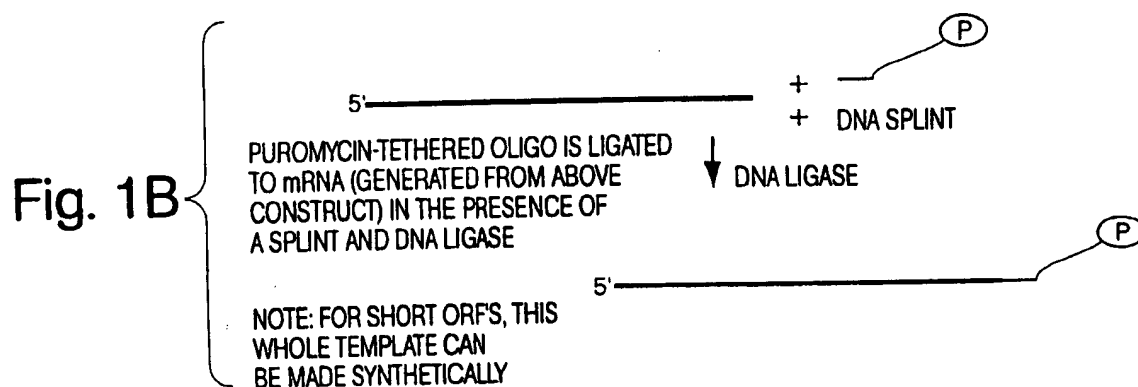 P
+
5'
+ DNA SPLINT
PUROMYCIN-TETHERED OLIGO IS LIGATED
TO mRNA (GENERATED FROM ABOVE
CONSTRUCT) IN THE PRESENCE OF
A SPLINT AND DNA LIGASE
DNA LIGASE
Fig. 1B
P
5'
NOTE: FOR SHORT ORF'S, THIS
WHOLE TEMPLATE CAN
BE MADE SYNTHETICALLY